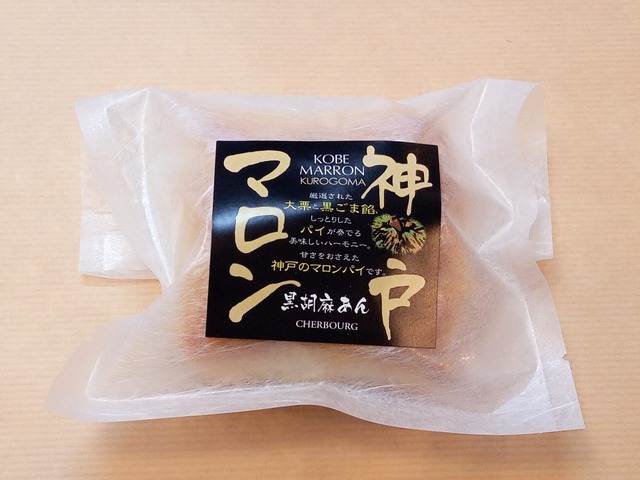 神戸
マロン
KOBE
MARRON
KUROGOMA
厳選された
大栗と黒ごま餡、
しっとりした
パイが奏でる
美味しいハーモニー。
甘さをおさえた
神戸のマロンパイです。
黒胡麻あん
CHERBOURG